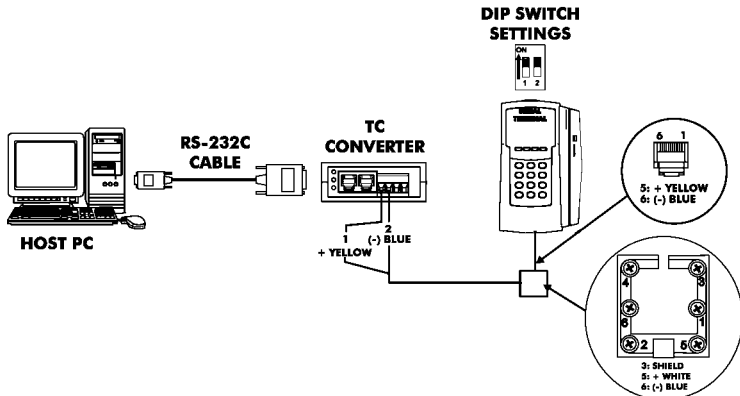 DIP SWITCH
SETTINGS
ON
1 2
TERMINAL
TC
CONVERTER
RS-232C
CABLE
HOST PC
1
+ YELLOW
2
(-) BLUE
6 1
5: + YELLOW
6: (-) BLUE
4 3
6 1
2 5
3: SHIELD
5: + WHITE
6: (-) BLUE